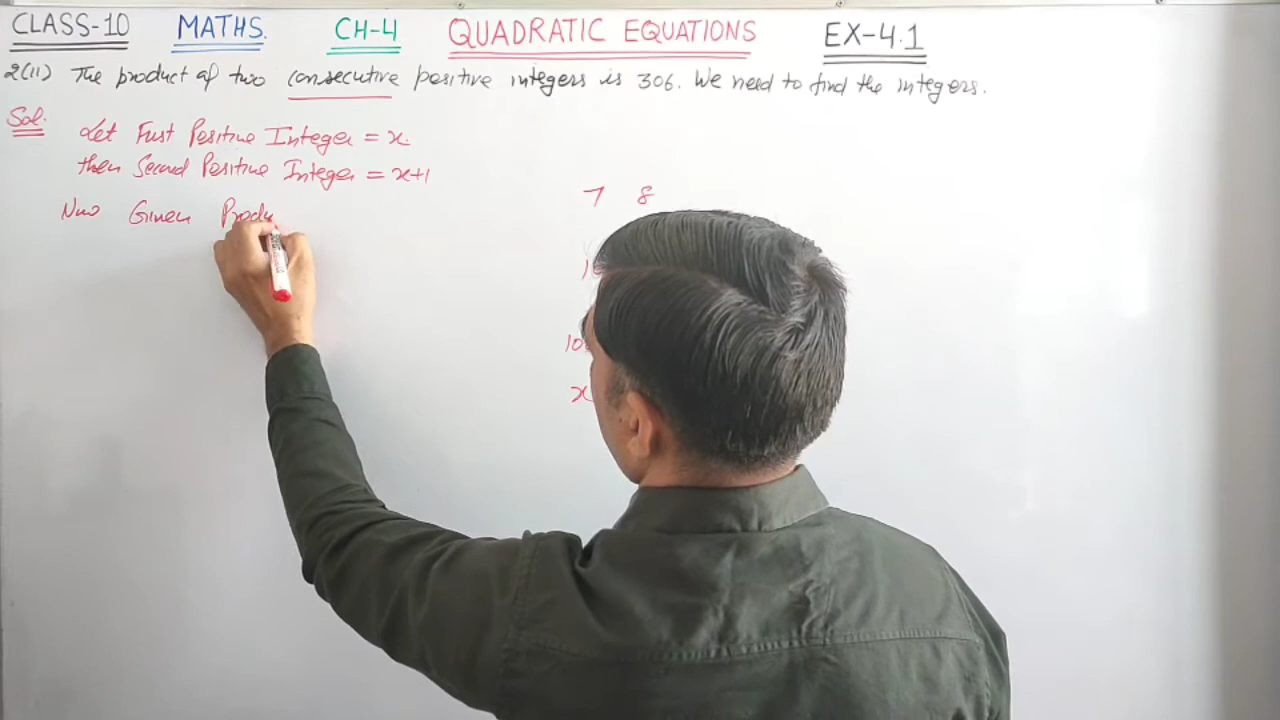 CLASS-10 MATHS. CH-4 QUADRATIC EQUATIONS EX-4.1
2(ii) The product of two consecutive positive integers is 306. We need to find the integers.
Sol. Let First Positive Integer = x.
then Second Positive Integer = x+1
Now Given Produ
7 8
10
x